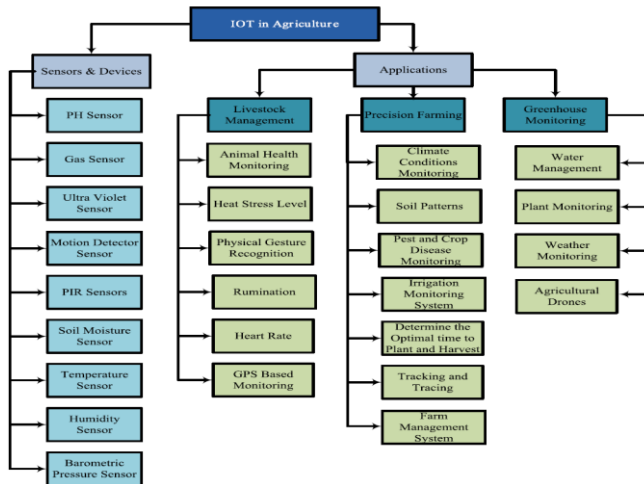 IOT in Agriculture
Sensors & Devices
Applications
PH Sensor
Gas Sensor
Ultra Violet
Sensor
Motion Detector
Sensor
PIR Sensors
Soil Moisture
Sensor
Temperature
Sensor
Humidity
Sensor
Barometric
Pressure Sensor
Livestock
Management
Animal Health
Monitoring
Heat Stress Level
Physical Gesture
Recognition
Rumination
Heart Rate
GPS Based
Monitoring
Precision Farming
Climate
Conditions
Monitoring
Soil Patterns
Pest and Crop
Disease
Monitoring
Irrigation
Monitoring
System
Determine the
Optimal time to
Plant and Harvest
Tracking and
Tracing
Farm
Management
System
Greenhouse
Monitoring
Water
Management
Plant Monitoring
Weather
Monitoring
Agricultural
Drones